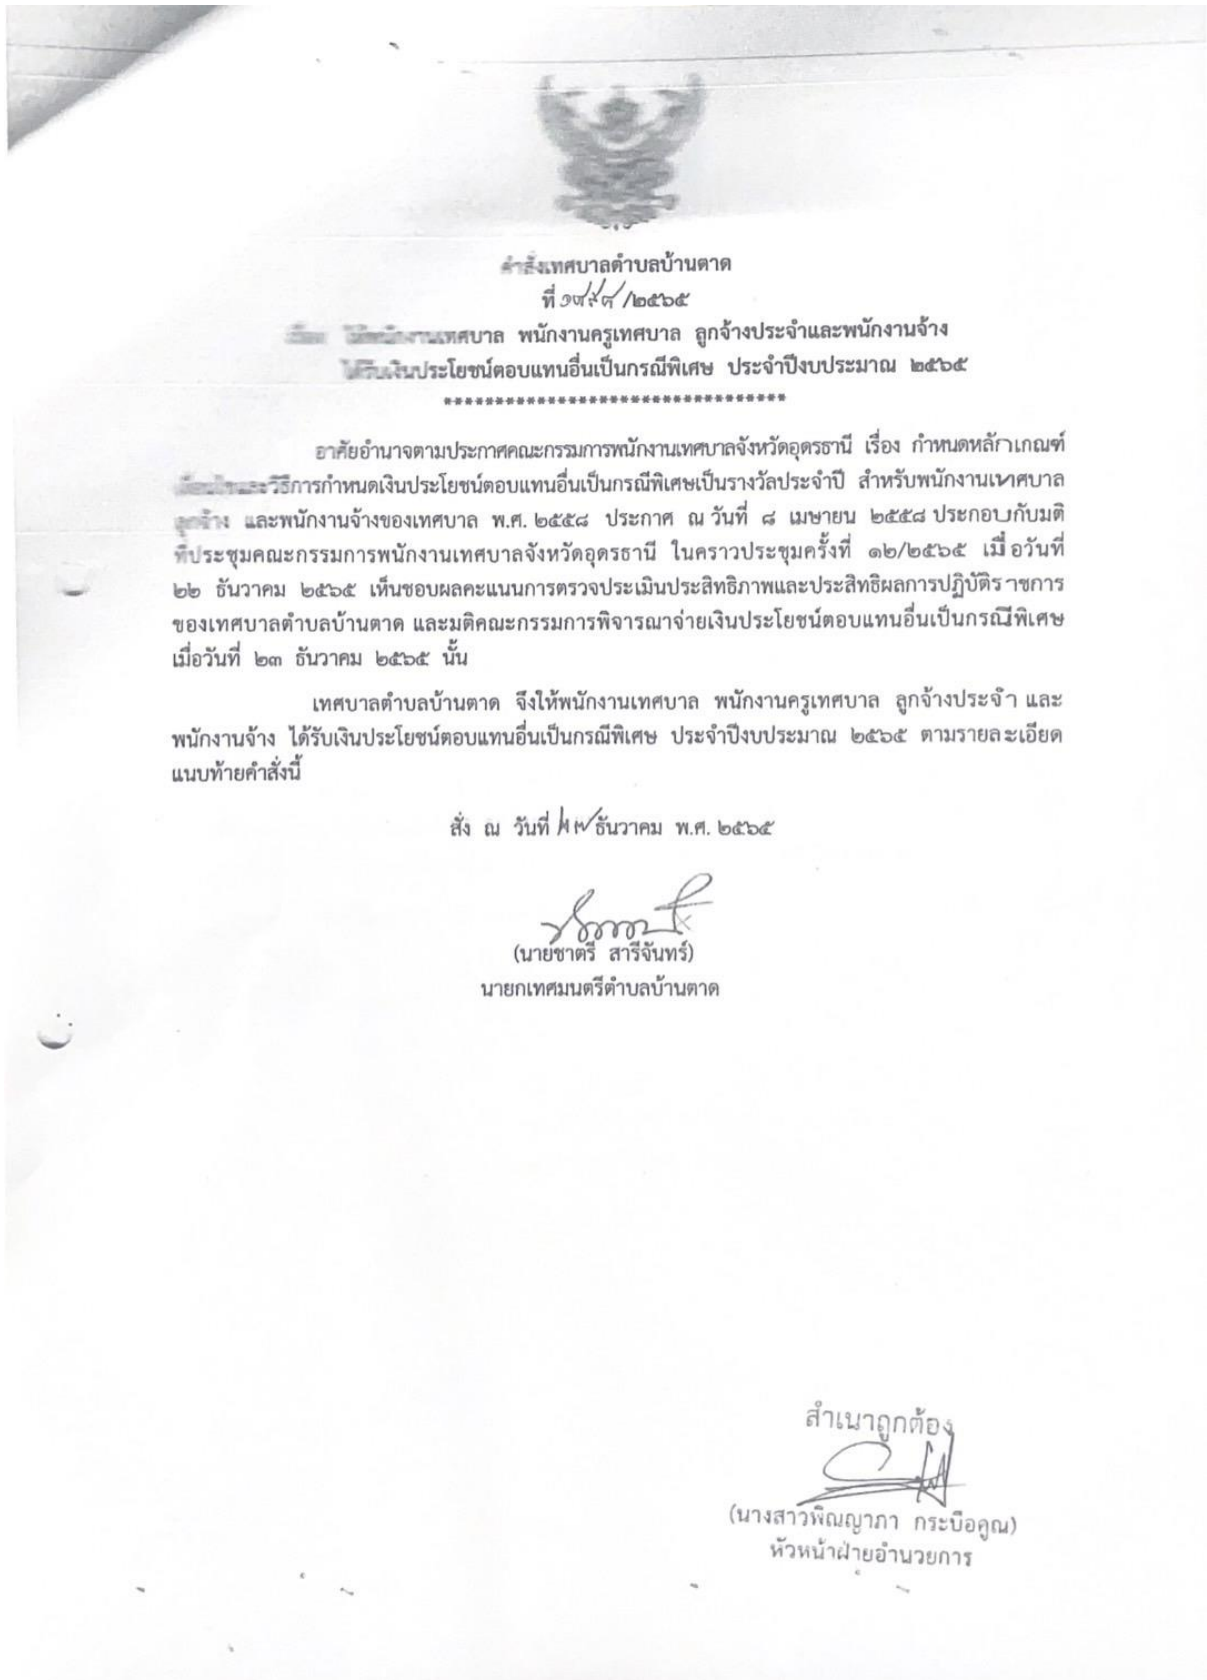 คำสั่งเทศบาลตำบลบ้านตาด
ที่ /๒๕๖๕
เรื่อง ให้พนักงานเทศบาล พนักงานครูเทศบาล ลูกจ้างประจำและพนักงานจ้าง
ได้รับเงินประโยชน์ตอบแทนอื่นเป็นกรณีพิเศษ ประจำปีงบประมาณ ๒๕๖๕
*********************************
อาศัยอำนาจตามประกาศคณะกรรมการพนักงานเทศบาลจังหวัดอุดรธานี เรื่อง กำหนดหลักเกณฑ์
เงื่อนไขและวิธีการกำหนดเงินประโยชน์ตอบแทนอื่นเป็นกรณีพิเศษเป็นรางวัลประจำปี สำหรับพนักงานเทศบาล
ลูกจ้าง และพนักงานจ้างของเทศบาล พ.ศ. ๒๕๕๘ ประกาศ ณ วันที่ ๘ เมษายน ๒๕๕๘ ประกอบกับมติ
ที่ประชุมคณะกรรมการพนักงานเทศบาลจังหวัดอุดรธานี ในคราวประชุมครั้งที่ ๑๒/๒๕๖๕ เมื่อวันที่
๒๒ ธันวาคม ๒๕๖๕ เห็นชอบผลคะแนนการตรวจประเมินประสิทธิภาพและประสิทธิผลการปฏิบัติราชการ
ของเทศบาลตำบลบ้านตาด และมติคณะกรรมการพิจารณาจ่ายเงินประโยชน์ตอบแทนอื่นเป็นกรณีพิเศษ
เมื่อวันที่ ๒๓ ธันวาคม ๒๕๖๕ นั้น
เทศบาลตำบลบ้านตาด จึงให้พนักงานเทศบาล พนักงานครูเทศบาล ลูกจ้างประจำ และ
พนักงานจ้าง ได้รับเงินประโยชน์ตอบแทนอื่นเป็นกรณีพิเศษ ประจำปีงบประมาณ ๒๕๖๕ ตามรายละเอียด
แนบท้ายคำสั่งนี้
สั่ง ณ วันที่ ธันวาคม พ.ศ. ๒๕๖๕
(นายชาตรี สารีจันทร์)
นายกเทศมนตรีตำบลบ้านตาด
สำเนาถูกต้อง
(นางสาวพิณญาภา กระบือคูณ)
หัวหน้าฝ่ายอำนวยการ